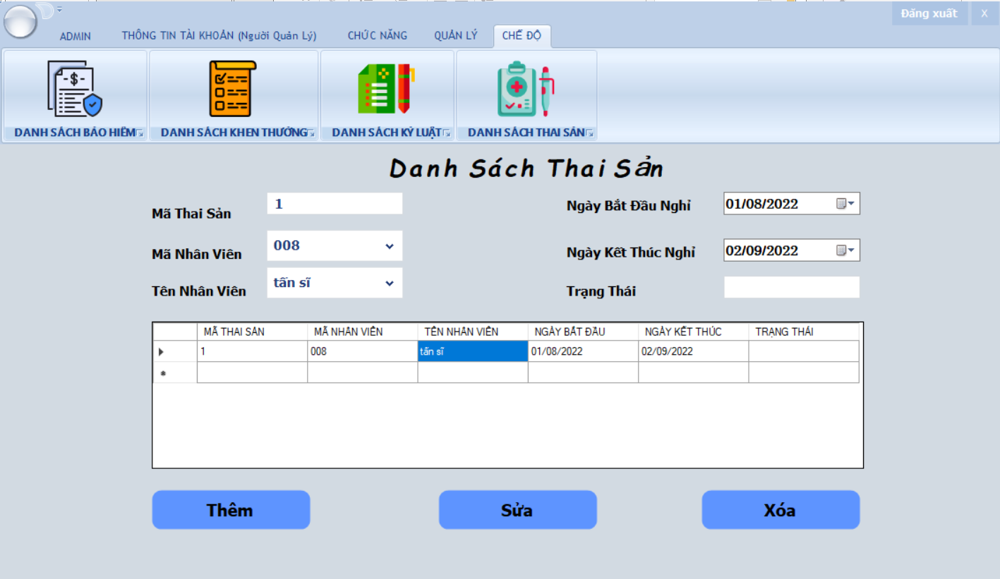 Đăng xuất X
ADMIN THÔNG TIN TÀI KHOẢN (Người Quản Lý) CHỨC NĂNG QUẢN LÝ CHẾ ĐỘ
-$-
DANH SÁCH BẢO HIỂM DANH SÁCH KHEN THƯỞNG DANH SÁCH KỶ LUẬT DANH SÁCH THAI SẢN
Danh Sách Thai Sản
Mã Thai Sản 1 Ngày Bắt Đầu Nghỉ 01/08/2022
Mã Nhân Viên 008 Ngày Kết Thúc Nghỉ 02/09/2022
Tên Nhân Viên tấn sĩ Trạng Thái
MÃ THAI SẢN MÃ NHÂN VIÊN TÊN NHÂN VIÊN NGÀY BẮT ĐẦU NGÀY KẾT THÚC TRẠNG THÁI
1 008 tấn sĩ 01/08/2022 02/09/2022
Thêm Sửa Xóa